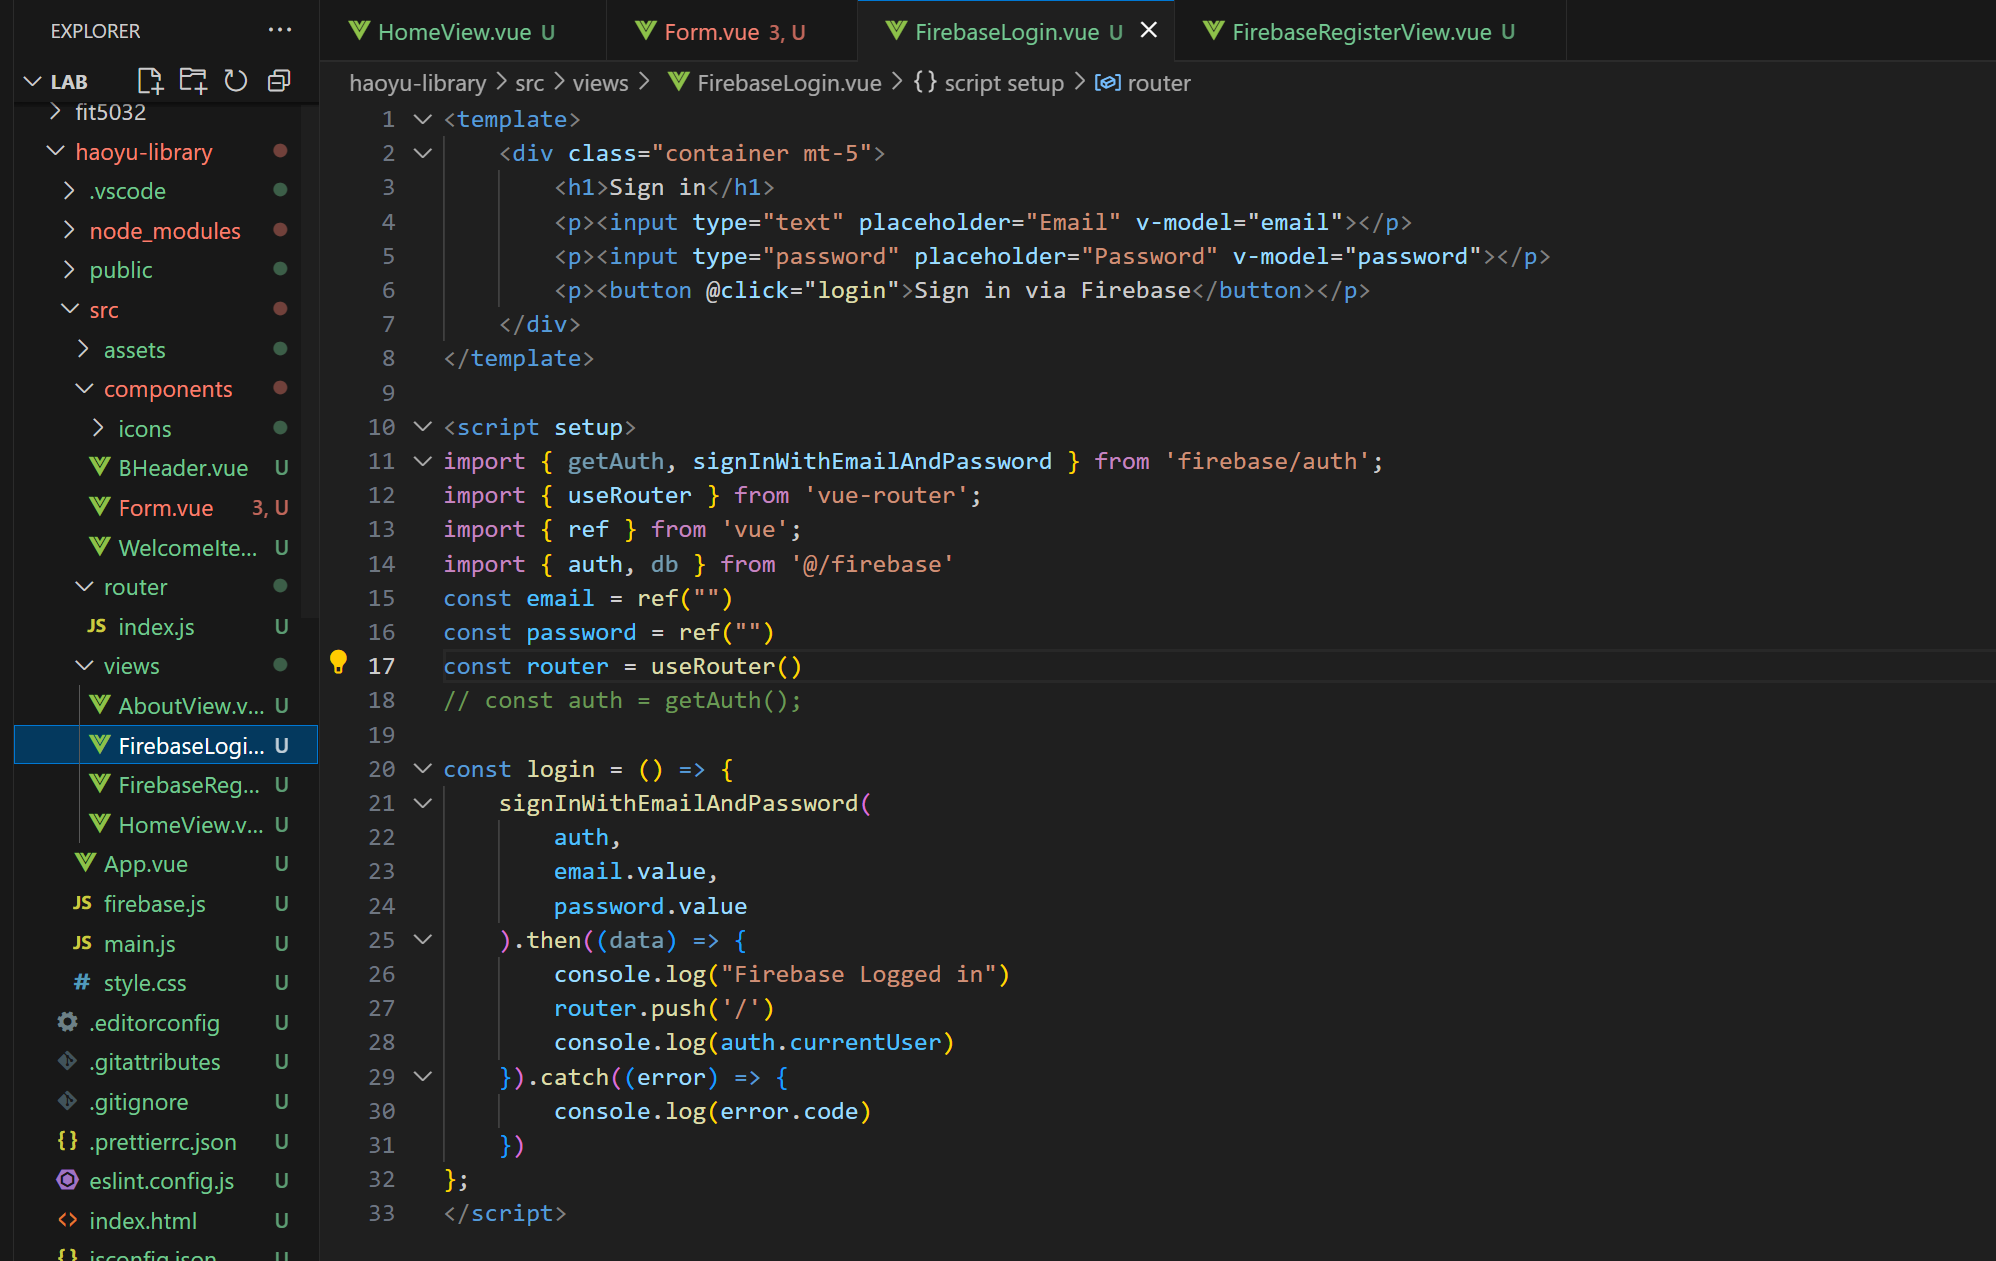 EXPLORER ···
LAB
fit5032
haoyu-library
.vscode
node_modules
public
src
assets
components
icons
BHeader.vue U
Form.vue 3, U
WelcomeIte... U
router
JS index.js U
views
AboutView.v... U
FirebaseLogi... U
FirebaseReg... U
HomeView.v... U
App.vue U
JS firebase.js U
JS main.js U
# style.css U
.editorconfig U
.gitattributes U
.gitignore U
{} .prettierrc.json U
eslint.config.js U
<> index.html U
{} jsconfig.json U
HomeView.vue U
Form.vue 3, U
FirebaseLogin.vue U
FirebaseRegisterView.vue U
haoyu-library > src > views > FirebaseLogin.vue > {} script setup > router
1 <template>
2     <div class="container mt-5">
3         <h1>Sign in</h1>
4         <p><input type="text" placeholder="Email" v-model="email"></p>
5         <p><input type="password" placeholder="Password" v-model="password"></p>
6         <p><button @click="login">Sign in via Firebase</button></p>
7     </div>
8 </template>
9
10 <script setup>
11 import { getAuth, signInWithEmailAndPassword } from 'firebase/auth';
12 import { useRouter } from 'vue-router';
13 import { ref } from 'vue';
14 import { auth, db } from '@/firebase'
15 const email = ref("")
16 const password = ref("")
17 const router = useRouter()
18 // const auth = getAuth();
19
20 const login = () => {
21     signInWithEmailAndPassword(
22         auth,
23         email.value,
24         password.value
25     ).then((data) => {
26         console.log("Firebase Logged in")
27         router.push('/')
28         console.log(auth.currentUser)
29     }).catch((error) => {
30         console.log(error.code)
31     })
32 };
33 </script>